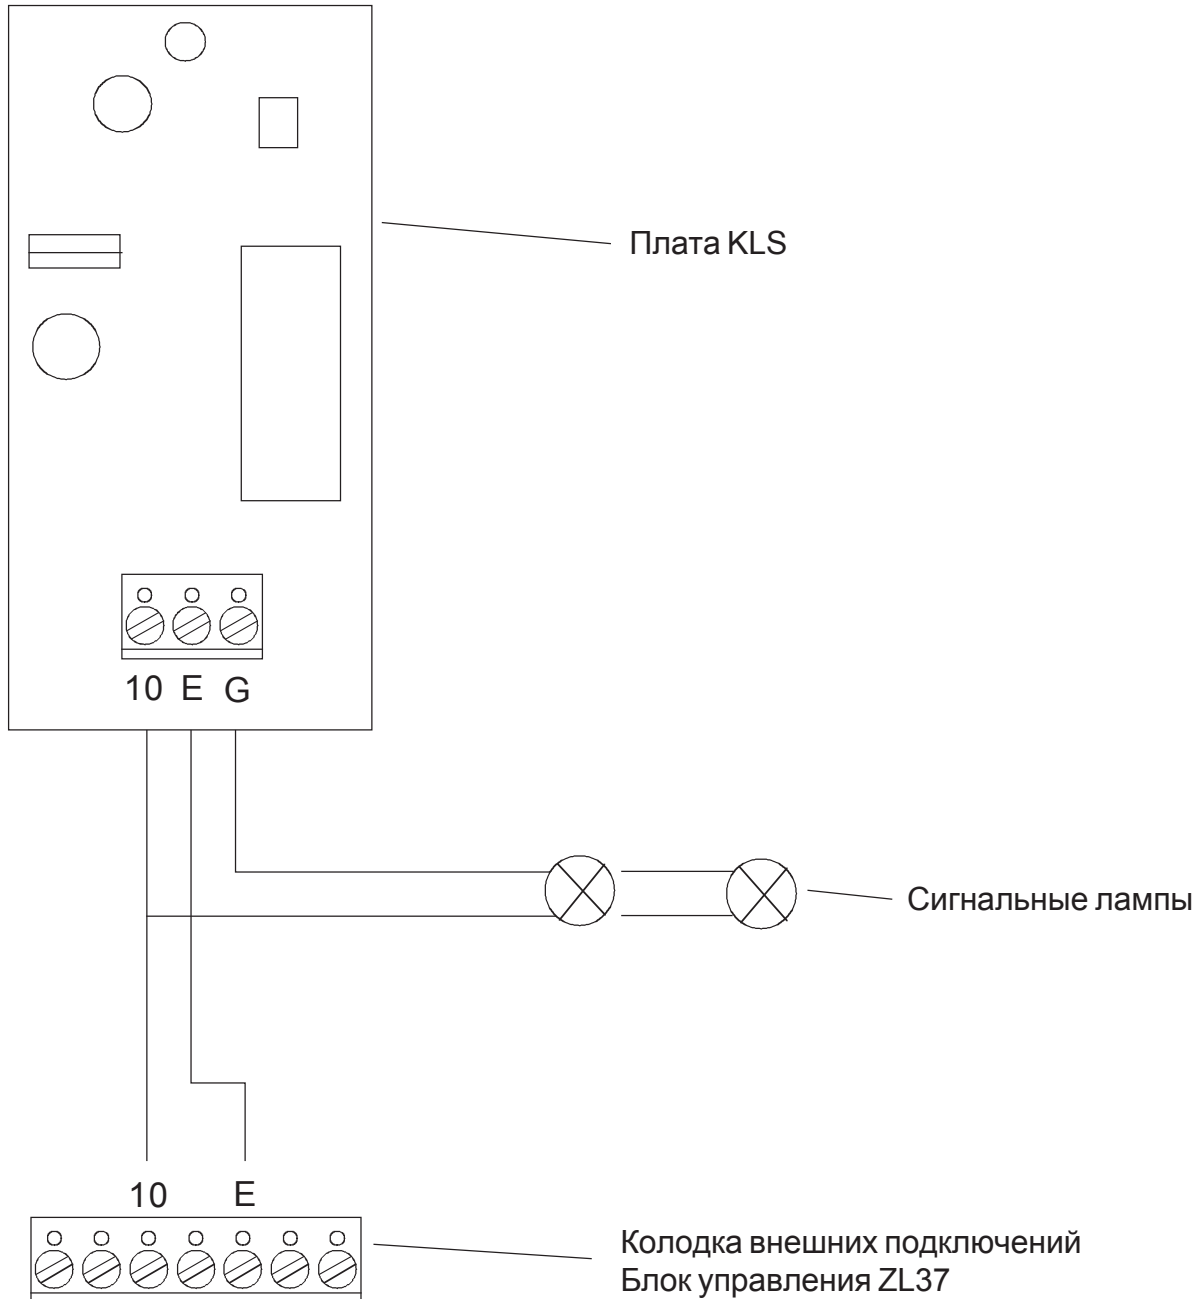 Плата KLS
10 E G
Сигнальные лампы
10 E
Колодка внешних подключений
Блок управления ZL37